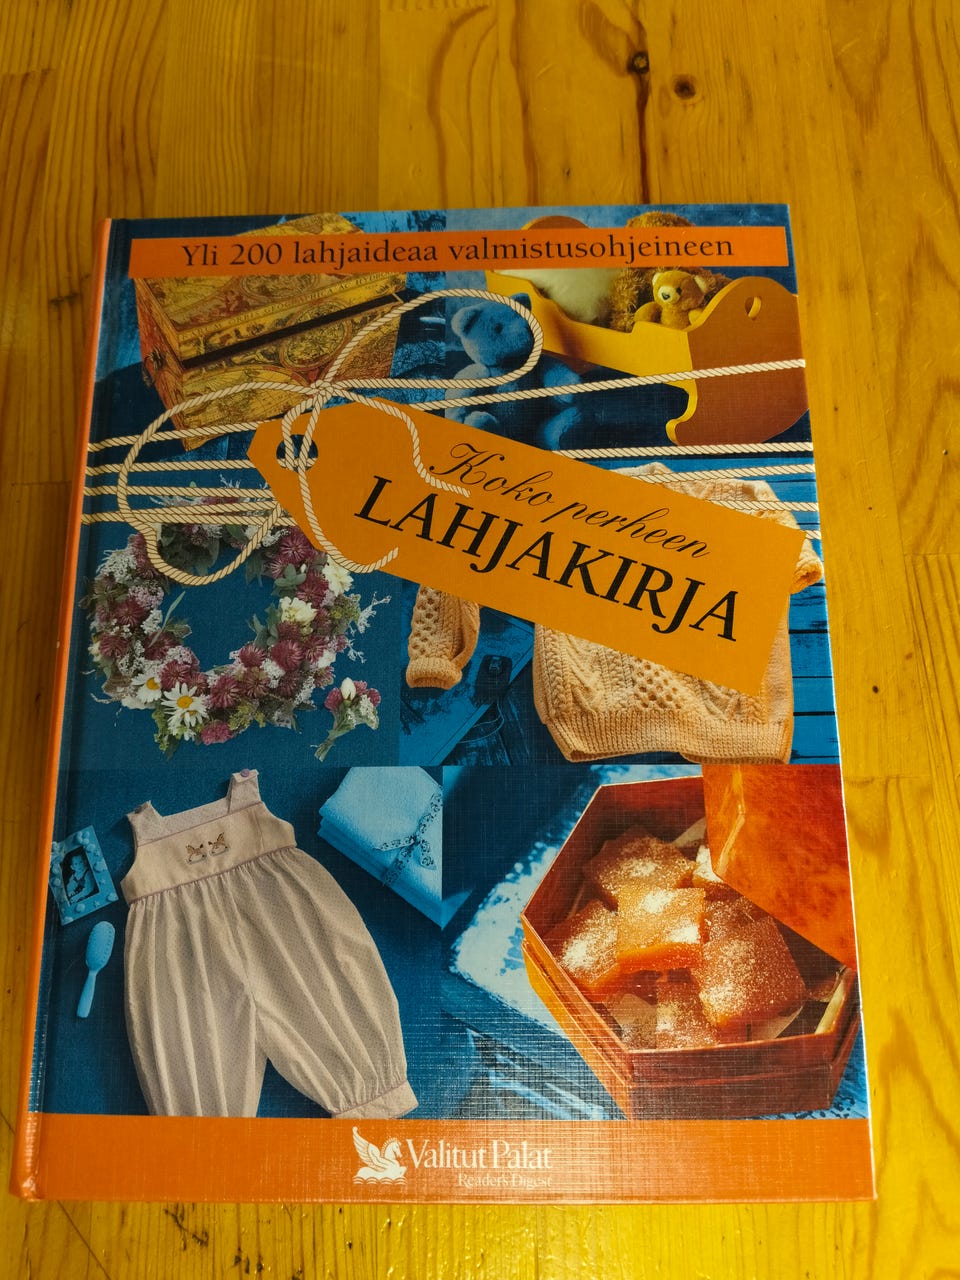 Yli 200 lahjaideaa valmistusohjeineen
Koko perheen
LAHJAKIRJA
Valitut Palat
Reader's Digest